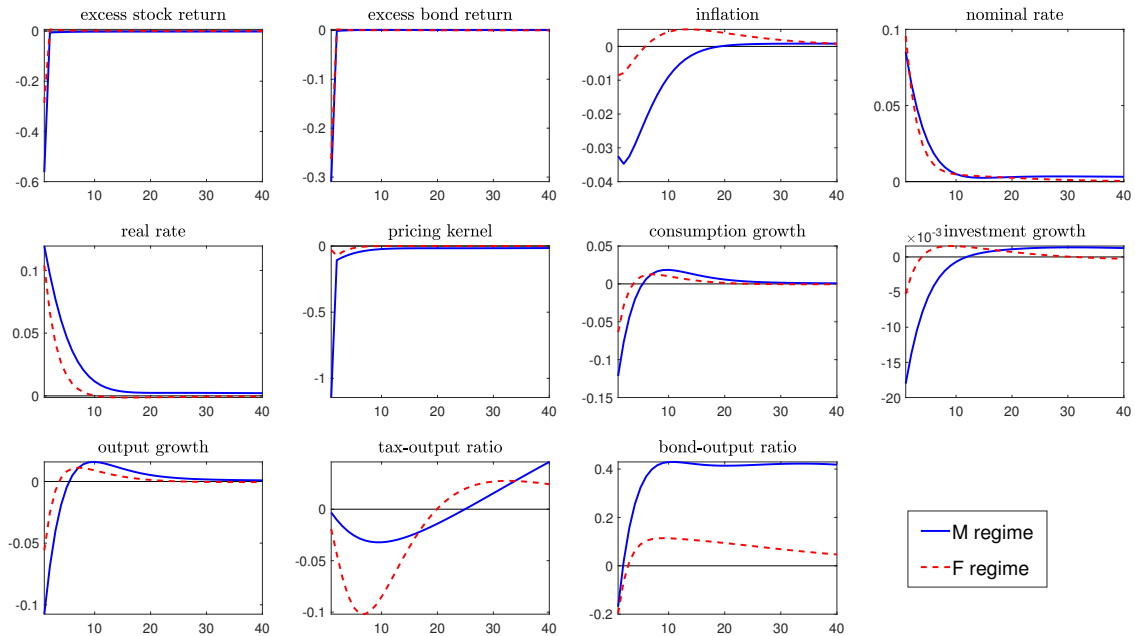 excess stock return
0
-0.2
-0.4
-0.6
10 20 30 40
excess bond return
0
-0.1
-0.2
-0.3
10 20 30 40
inflation
0.01
0
-0.01
-0.02
-0.03
-0.04
10 20 30 40
nominal rate
0.1
0.05
0
10 20 30 40
real rate
0.1
0.05
0
10 20 30 40
pricing kernel
0
-0.5
-1
10 20 30 40
consumption growth
0.05
0
-0.05
-0.1
-0.15
10 20 30 40
×10-3 investment growth
0
-5
-10
-15
-20
10 20 30 40
output growth
0
-0.05
-0.1
10 20 30 40
tax-output ratio
0
-0.05
-0.1
10 20 30 40
bond-output ratio
0.4
0.2
0
-0.2
10 20 30 40
M regime
F regime